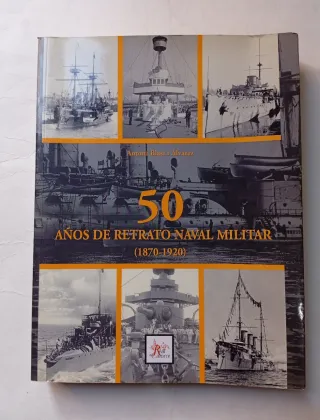 50
AÑOS DE RETRATO NAVAL MILITAR
(1870-1920)